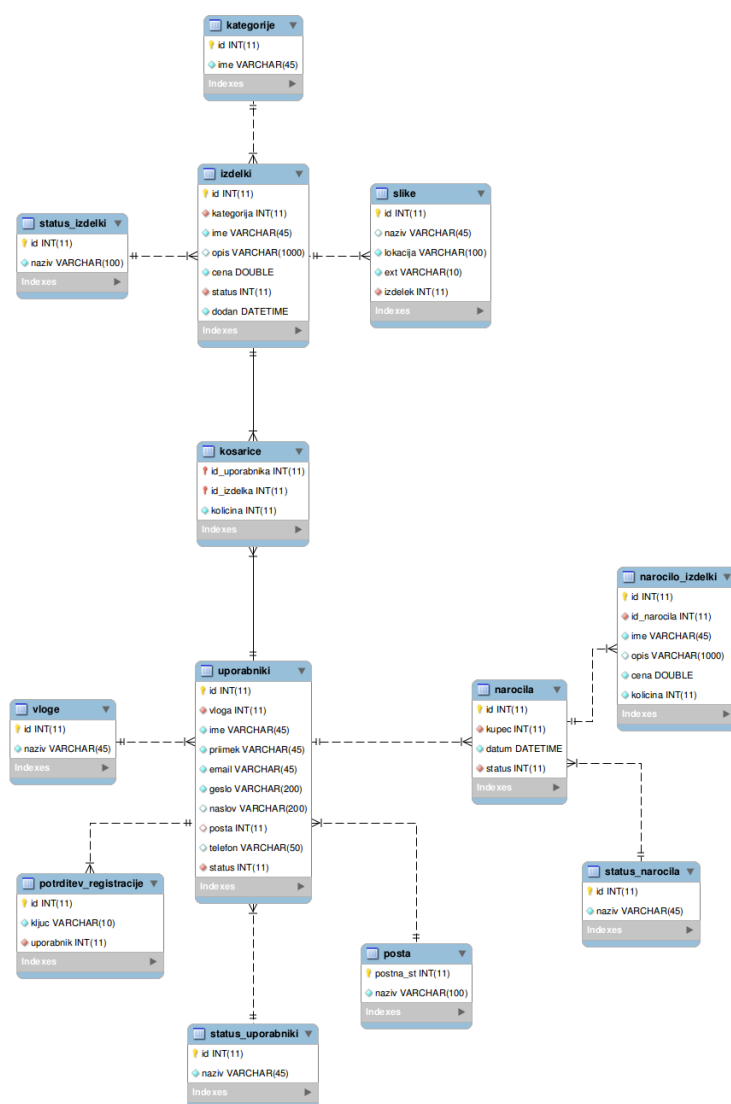 kategorije
id INT(11)
ime VARCHAR(45)
Indexes
izdelki
id INT(11)
kategorija INT(11)
ime VARCHAR(45)
opis VARCHAR(1000)
cena DOUBLE
status INT(11)
dodan DATETIME
Indexes
slike
id INT(11)
naziv VARCHAR(45)
lokacija VARCHAR(100)
ext VARCHAR(10)
izdelek INT(11)
Indexes
status_izdelki
id INT(11)
naziv VARCHAR(100)
Indexes
kosarice
id_uporabnika INT(11)
id_izdelka INT(11)
kolicina INT(11)
Indexes
narocilo_izdelki
id INT(11)
id_narocila INT(11)
ime VARCHAR(45)
opis VARCHAR(1000)
cena DOUBLE
kolicina INT(11)
Indexes
uporabniki
id INT(11)
vloga INT(11)
ime VARCHAR(45)
priimek VARCHAR(45)
email VARCHAR(45)
geslo VARCHAR(200)
naslov VARCHAR(200)
posta INT(11)
telefon VARCHAR(50)
status INT(11)
Indexes
narocila
id INT(11)
kupec INT(11)
datum DATETIME
status INT(11)
Indexes
vloge
id INT(11)
naziv VARCHAR(45)
Indexes
potrditev_registracije
id INT(11)
kljuc VARCHAR(10)
uporabnik INT(11)
Indexes
status_narocila
id INT(11)
naziv VARCHAR(45)
Indexes
posta
postna_st INT(11)
naziv VARCHAR(100)
Indexes
status_uporabniki
id INT(11)
naziv VARCHAR(45)
Indexes